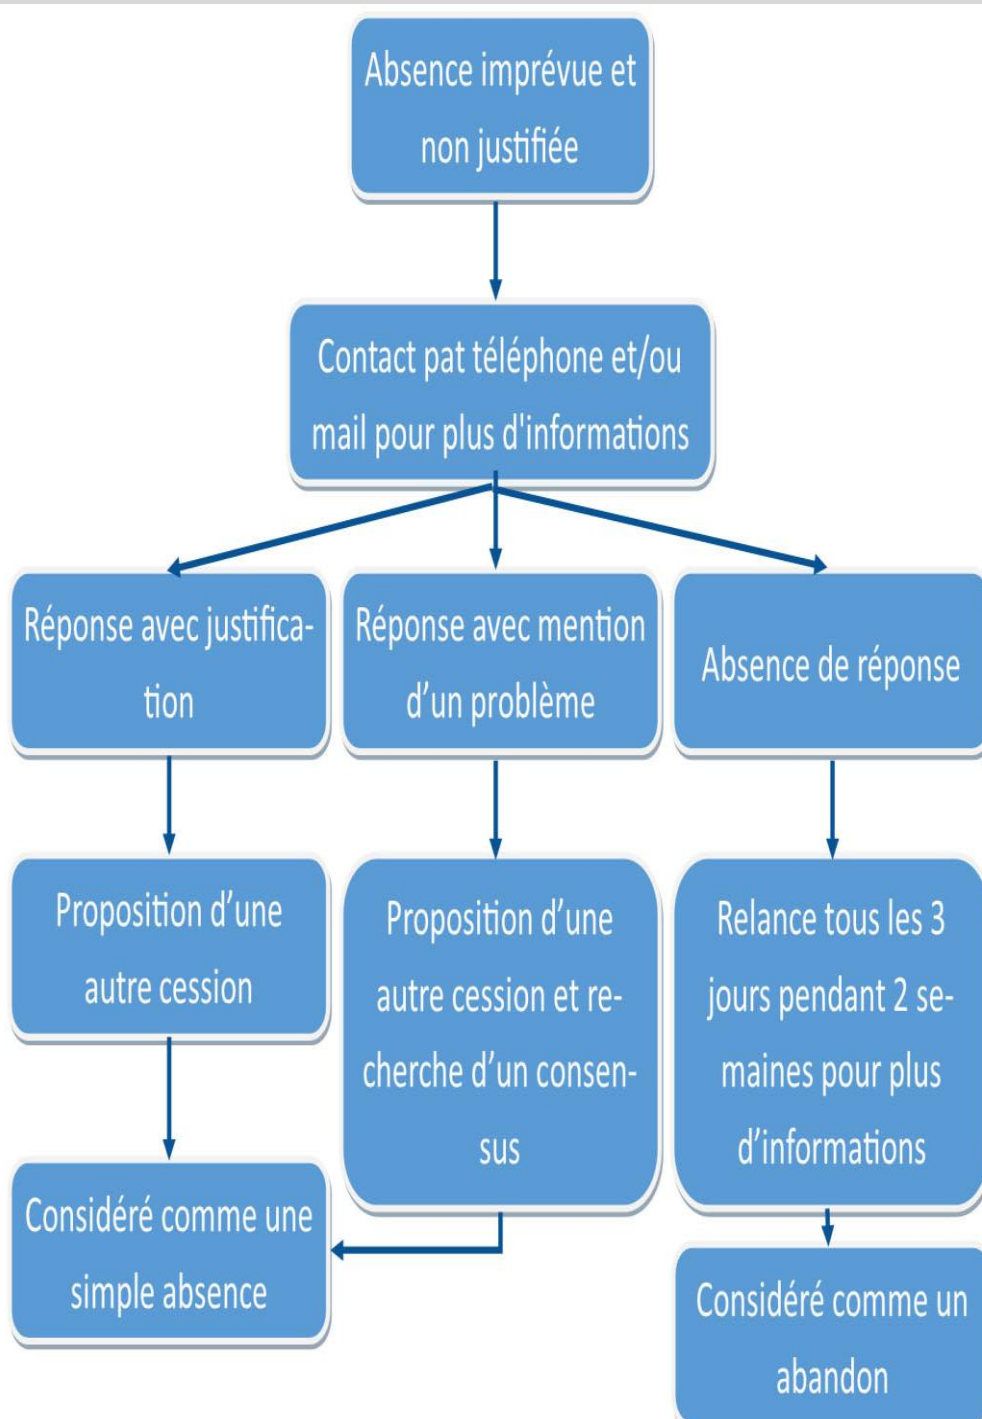 Absence imprévue et
non justifiée
Contact pat téléphone et/ou
mail pour plus d'informations
Réponse avec justifica-
tion
Réponse avec mention
d’un problème
Absence de réponse
Proposition d’une
autre cession
Proposition d’une
autre cession et re-
cherche d’un consen-
sus
Relance tous les 3
jours pendant 2 se-
maines pour plus
d’informations
Considéré comme une
simple absence
Considéré comme un
abandon